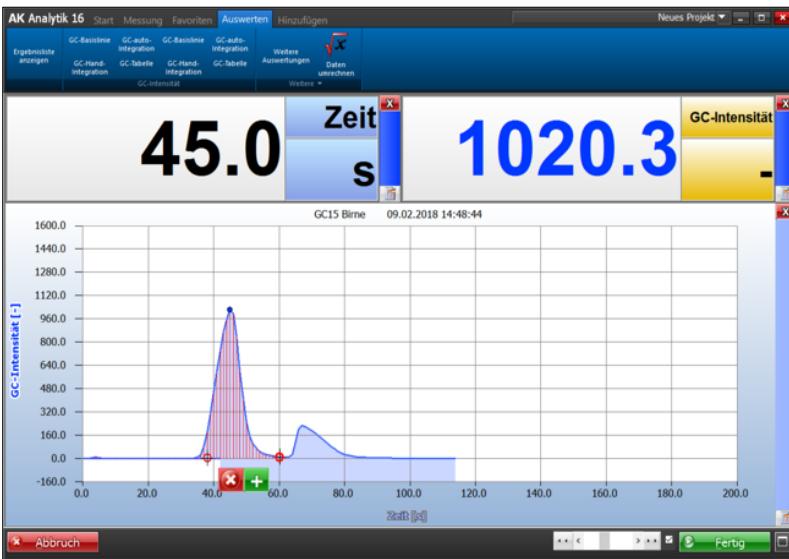 AK Analytik 16 Start Messung Favoriten Auswerten Hinzufügen Neues Projekt
Ergebnisliste anzeigen
GC-Basislinie GC-auto-Integration GC-Basislinie GC-auto-Integration
GC-Hand-Integration GC-Tabelle GC-Hand-Integration GC-Tabelle
Weitere Auswertungen
√x
Daten umrechnen
GC-Intensität Weitere
45.0 Zeit s
1020.3 GC-Intensität -
GC15 Birne 09.02.2018 14:48:44
GC-Intensität [-]
1600.0
1440.0
1280.0
1120.0
960.0
800.0
640.0
480.0
320.0
160.0
0.0
-160.0
0.0 20.0 40.0 60.0 80.0 100.0 120.0 140.0 160.0 180.0 200.0
Zeit [s]
Abbruch Fertig